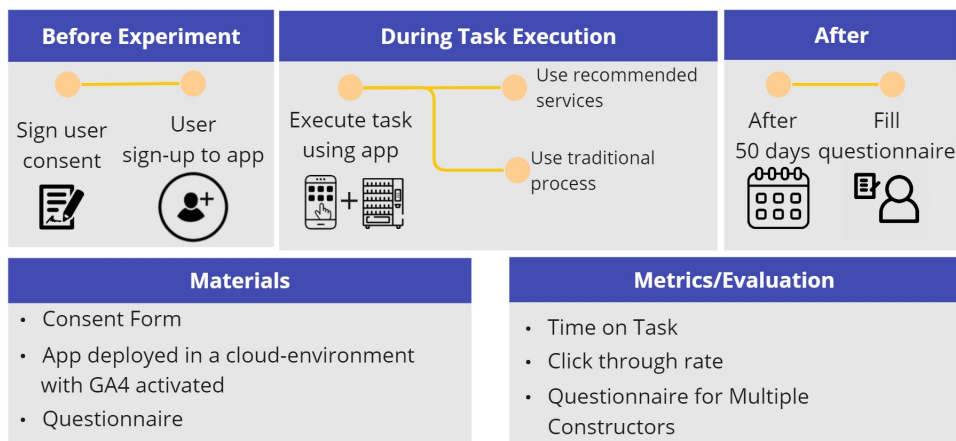 Before Experiment
Sign user
consent
User
sign-up to app
During Task Execution
Execute task
using app
Use recommended
services
Use traditional
process
After
After
50 days
Fill
questionnaire
Materials
• Consent Form
• App deployed in a cloud-environment
with GA4 activated
• Questionnaire
Metrics/Evaluation
• Time on Task
• Click through rate
• Questionnaire for Multiple
Constructors